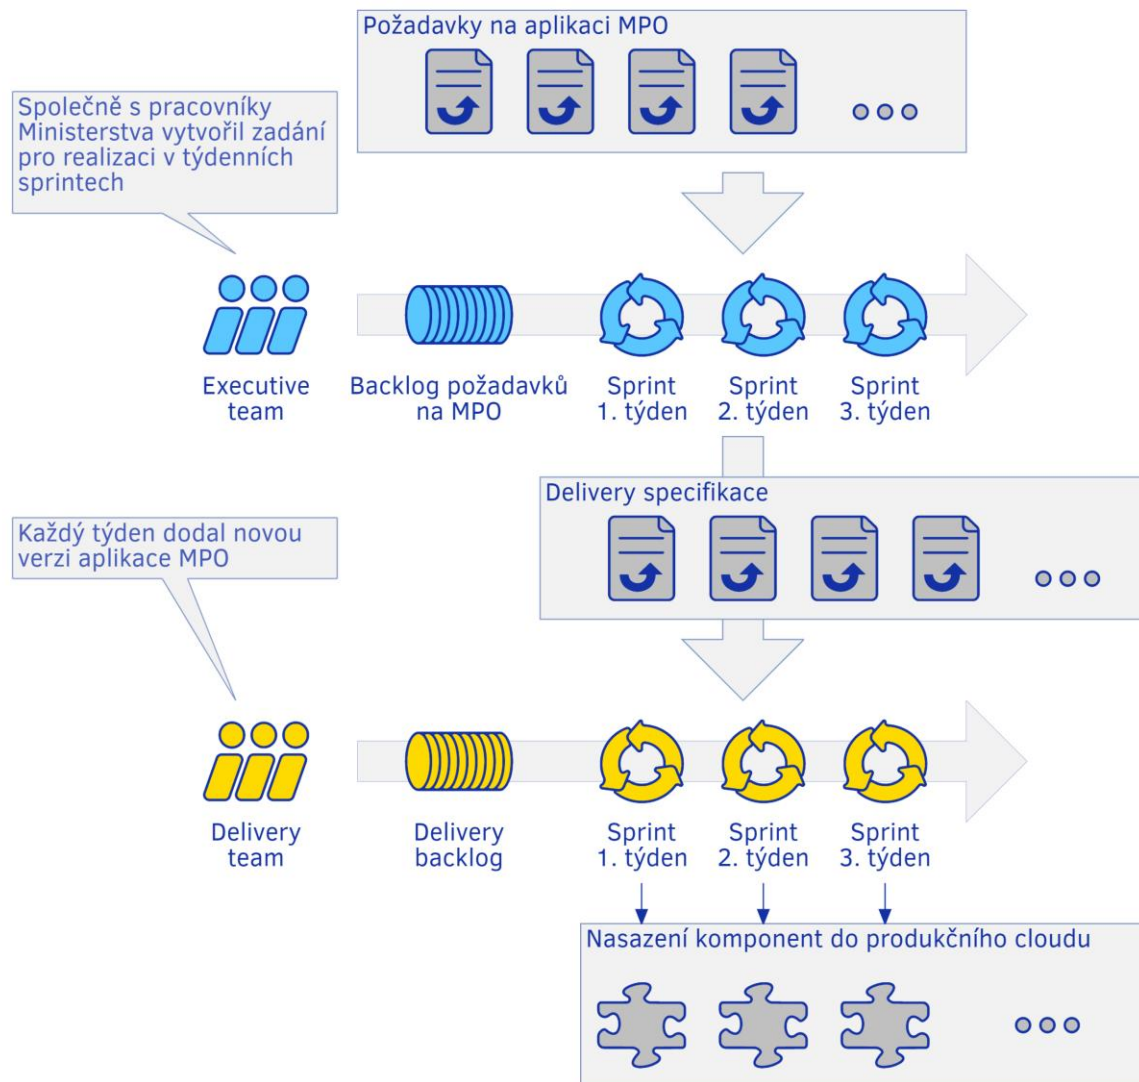 Požadavky na aplikaci MPO
Společně s pracovníky
Ministerstva vytvořil zadání
pro realizaci v týdenních
sprintech
Executive
team
Backlog požadavků
na MPO
Sprint
1. týden
Sprint
2. týden
Sprint
3. týden
Delivery specifikace
Každý týden dodal novou
verzi aplikace MPO
Delivery
team
Delivery
backlog
Sprint
1. týden
Sprint
2. týden
Sprint
3. týden
Nasazení komponent do produkčního cloudu